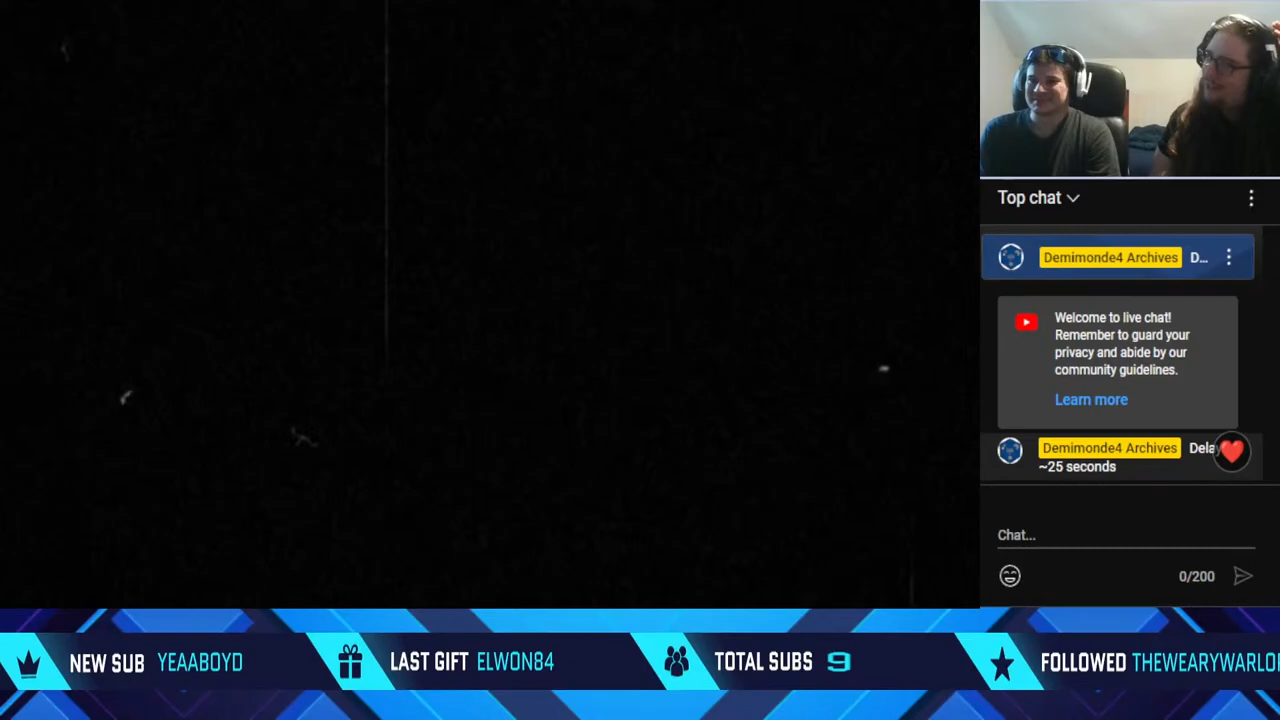 Top chat
Demimonde4 Archives D...
Welcome to live chat!
Remember to guard your
privacy and abide by our
community guidelines.
Learn more
Demimonde4 Archives Dela
~25 seconds
Chat...
0/200
NEW SUB YEAABOYD
LAST GIFT ELWON84
TOTAL SUBS 9
FOLLOWED THEWEARYWARLO